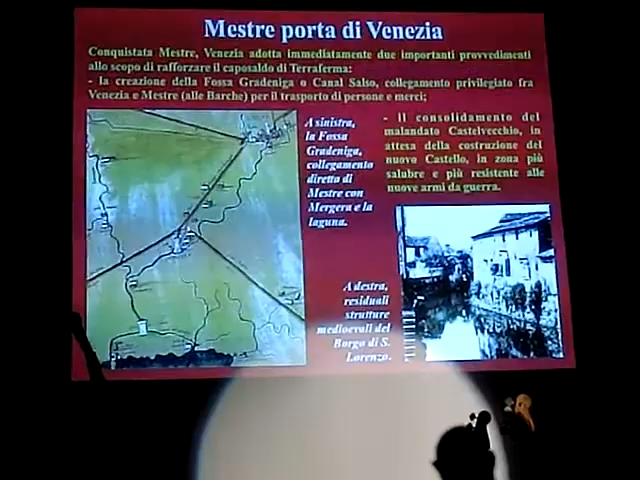 Mestre porta di Venezia
Conquistata Mestre, Venezia adotta immediatamente due importanti provvedimenti
allo scopo di rafforzare il caposaldo di Terraferma:
- la creazione della Fossa Gradeniga o Canal Salso, collegamento privilegiato fra
Venezia e Mestre (alle Barche) per il trasporto di persone e merci;
A sinistra,
la Fossa
Gradeniga,
collegamento
diretto di
Mestre con
Mergera e la
laguna.
- il consolidamento del
malandato Castelvecchio, in
attesa della costruzione del
nuovo Castello, in zona più
salubre e più resistente alle
nuove armi da guerra.
A destra,
residuali
strutture
medioevali del
Borgo di S.
Lorenzo.